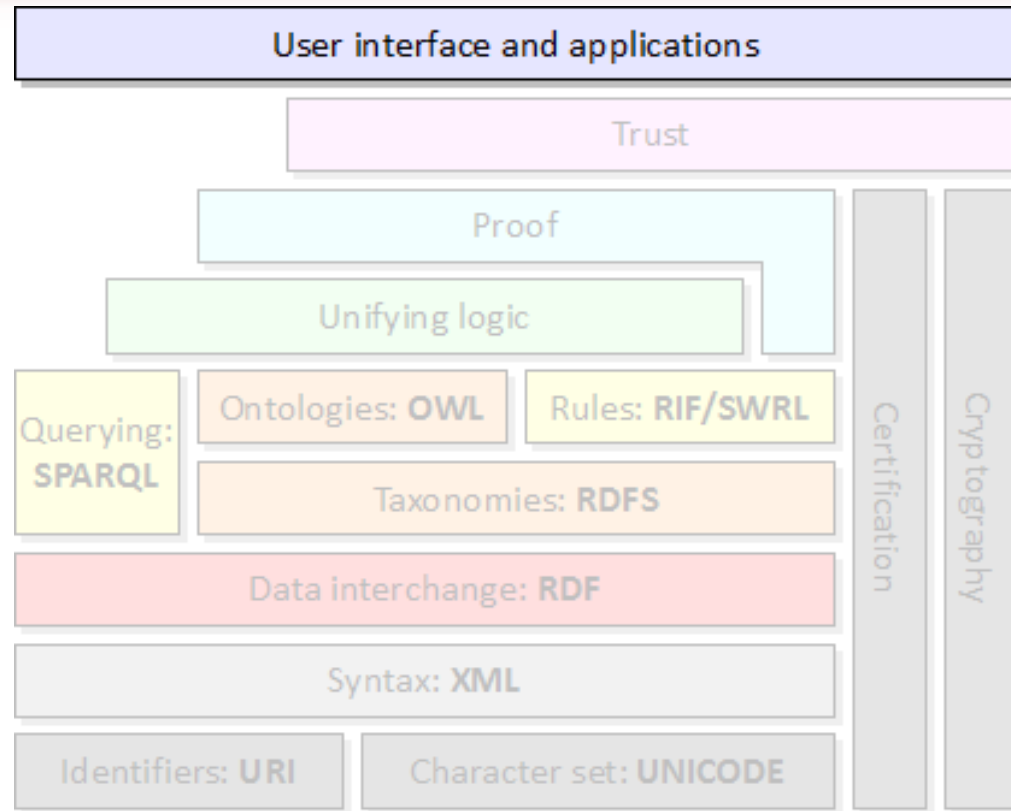 User interface and applications
Trust
Proof
Unifying logic
Ontologies: OWL
Rules: RIF/SWRL
Querying:
SPARQL
Taxonomies: RDFS
Data interchange: RDF
Syntax: XML
Identifiers: URI
Character set: UNICODE
Certification
Cryptography